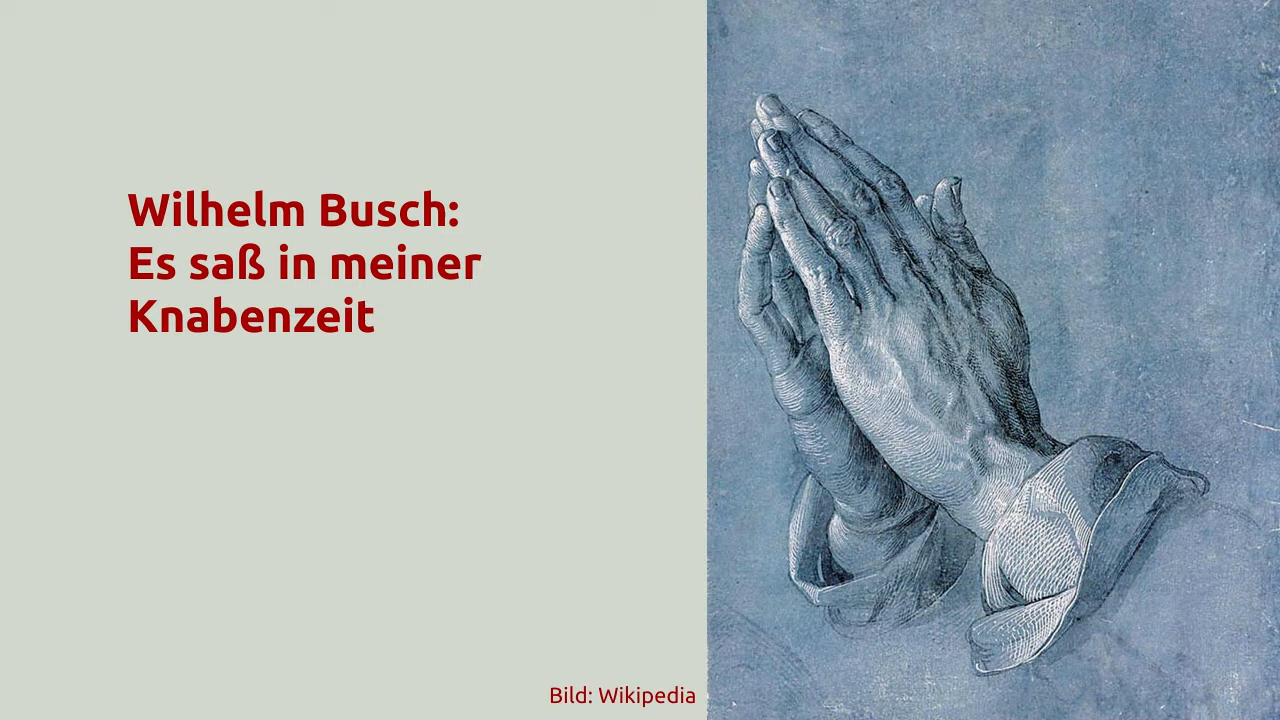 Wilhelm Busch:
Es saß in meiner
Knabenzeit
Bild: Wikipedia